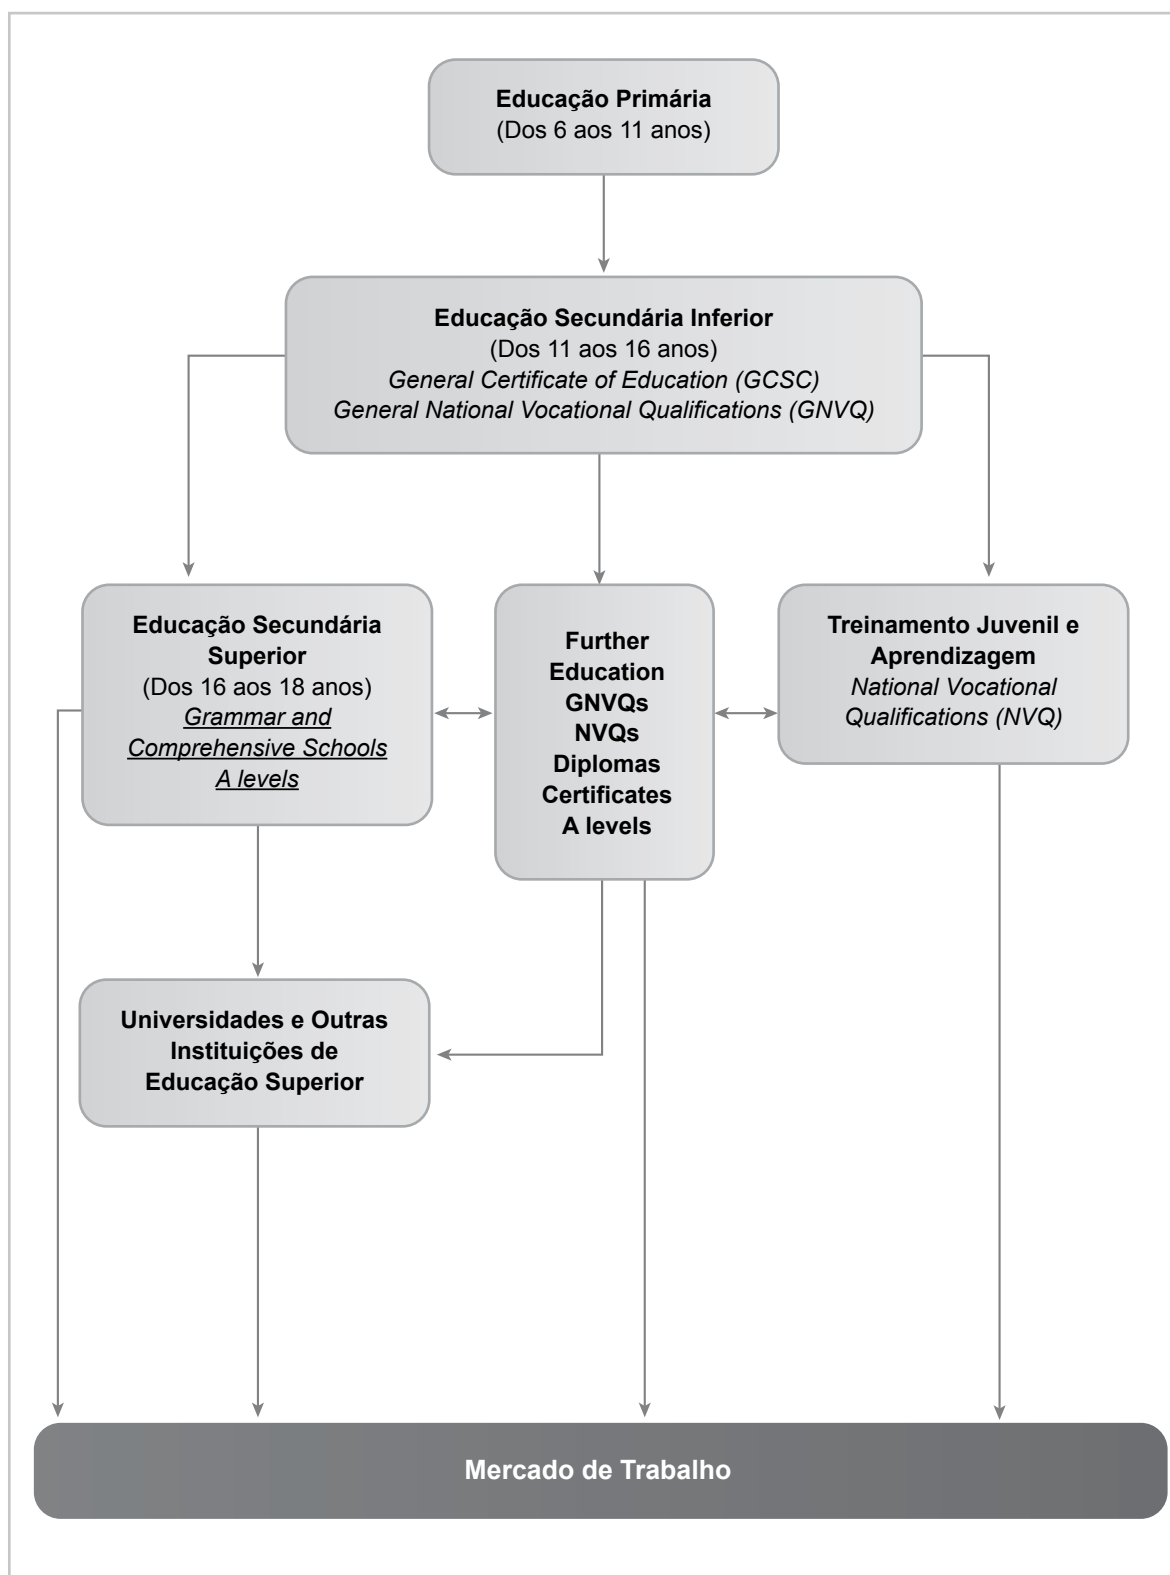 Educação Primária
(Dos 6 aos 11 anos)
Educação Secundária Inferior
(Dos 11 aos 16 anos)
General Certificate of Education (GCSC)
General National Vocational Qualifications (GNVQ)
Educação Secundária
Superior
(Dos 16 aos 18 anos)
Grammar and
Comprehensive Schools
A levels
Further
Education
GNVQs
NVQs
Diplomas
Certificates
A levels
Treinamento Juvenil e
Aprendizagem
National Vocational
Qualifications (NVQ)
Universidades e Outras
Instituições de
Educação Superior
Mercado de Trabalho